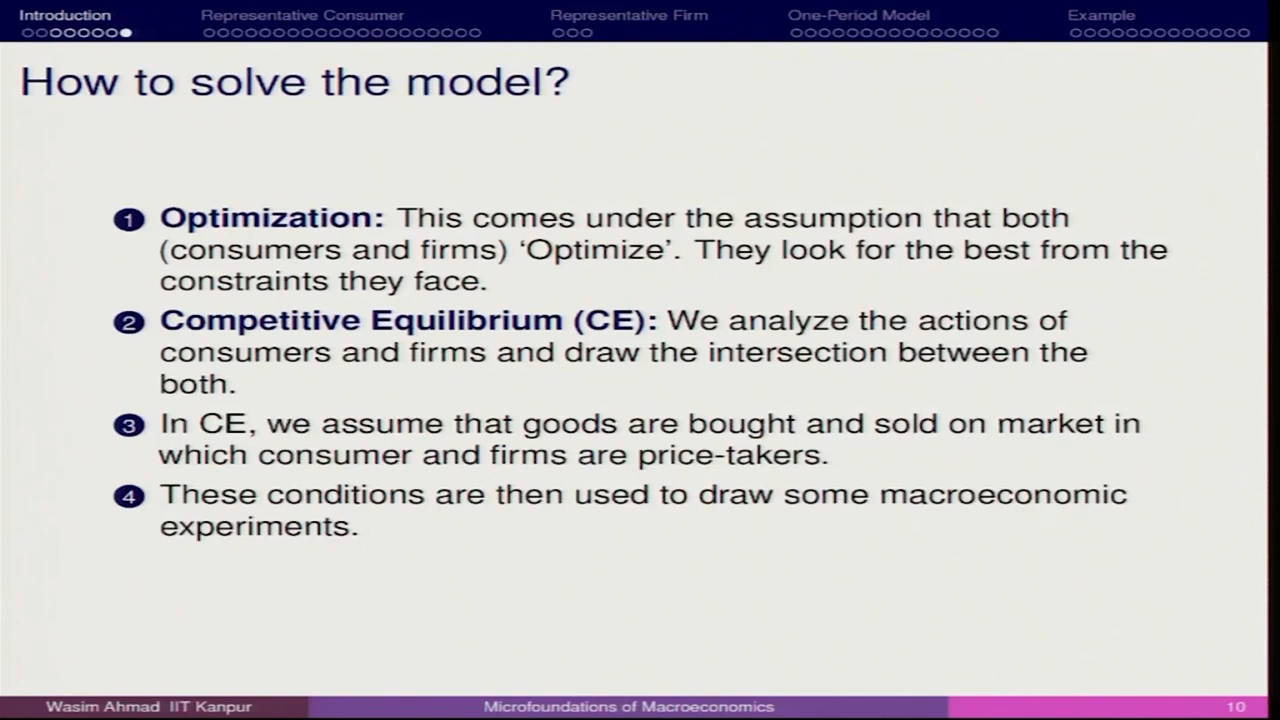 Introduction Representative Consumer Representative Firm One-Period Model Example
How to solve the model?
1 Optimization: This comes under the assumption that both
(consumers and firms) ‘Optimize’. They look for the best from the
constraints they face.
2 Competitive Equilibrium (CE): We analyze the actions of
consumers and firms and draw the intersection between the
both.
3 In CE, we assume that goods are bought and sold on market in
which consumer and firms are price-takers.
4 These conditions are then used to draw some macroeconomic
experiments.
Wasim Ahmad IIT Kanpur Microfoundations of Macroeconomics 10